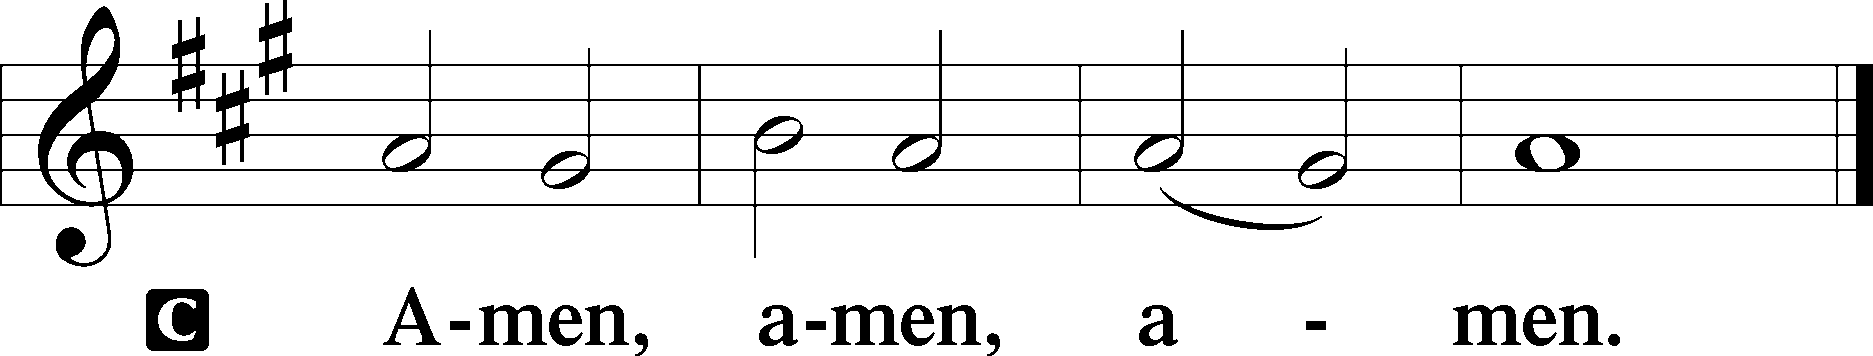 C A-men, a-men, a - men.